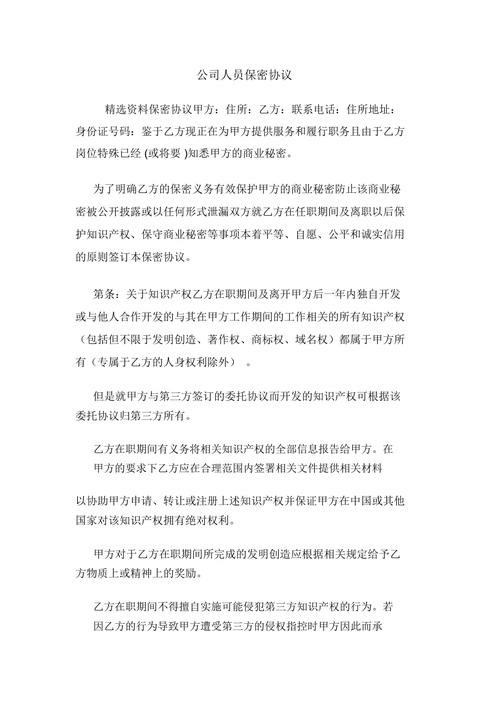 公司人员保密协议
精选资料保密协议甲方：住所：乙方：联系电话：住所地址：
身份证号码：鉴于乙方现正在为甲方提供服务和履行职务且由于乙方
岗位特殊已经 (或将要 )知悉甲方的商业秘密。
为了明确乙方的保密义务有效保护甲方的商业秘密防止该商业秘
密被公开披露或以任何形式泄漏双方就乙方在任职期间及离职以后保
护知识产权、保守商业秘密等事项本着平等、自愿、公平和诚实信用
的原则签订本保密协议。
第条：关于知识产权乙方在职期间及离开甲方后一年内独自开发
或与他人合作开发的与其在甲方工作期间的工作相关的所有知识产权
（包括但不限于发明创造、著作权、商标权、域名权）都属于甲方所
有（专属于乙方的人身权利除外） 。
但是就甲方与第三方签订的委托协议而开发的知识产权可根据该
委托协议归第三方所有。
乙方在职期间有义务将相关知识产权的全部信息报告给甲方。在
甲方的要求下乙方应在合理范围内签署相关文件提供相关材料
以协助甲方申请、转让或注册上述知识产权并保证甲方在中国或其他
国家对该知识产权拥有绝对权利。
甲方对于乙方在职期间所完成的发明创造应根据相关规定给予乙
方物质上或精神上的奖励。
乙方在职期间不得擅自实施可能侵犯第三方知识产权的行为。若
因乙方的行为导致甲方遭受第三方的侵权指控时甲方因此而承